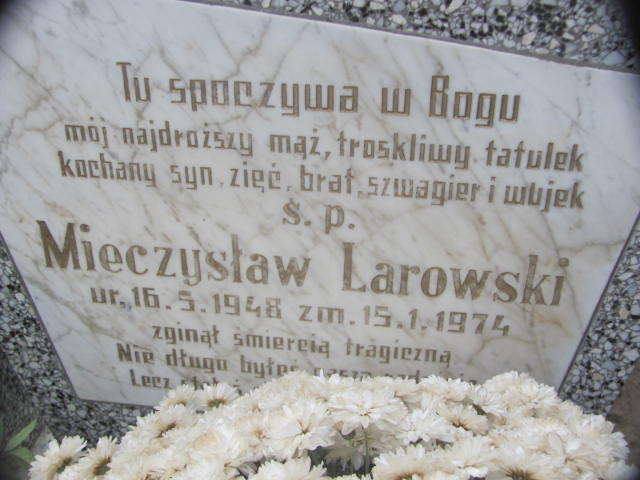 Tu spoczywa w Bogu
mój najdroższy mąż, troskliwy tatulek
kochany syn, zięć, brat, szwagier i wujek
ś. p.
Mieczysław Larowski
ur. 16. 5. 1948 zm. 15. 1. 1974
zginął śmiercią tragiczną
Nie długo byłeś
Lecz